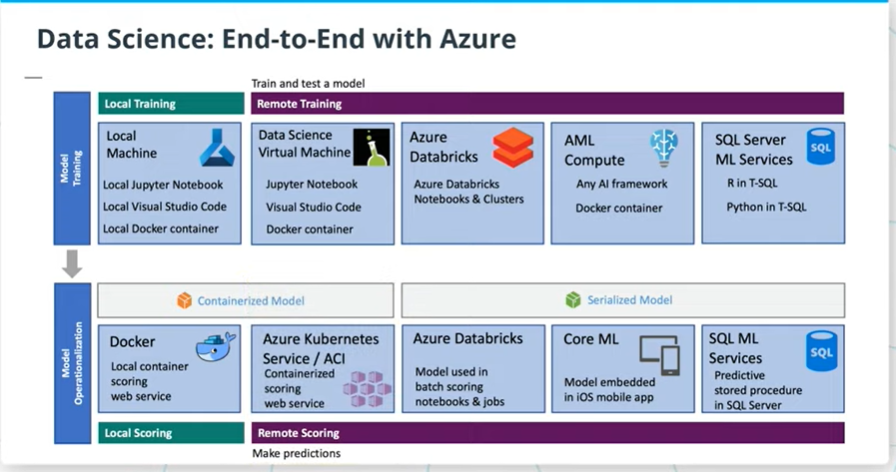 Data Science: End-to-End with Azure
Train and test a model
Local Training
Remote Training
Model
Training
Local
Machine
Local Jupyter Notebook
Local Visual Studio Code
Local Docker container
Data Science
Virtual Machine
Jupyter Notebook
Visual Studio Code
Docker container
Azure
Databricks
Azure Databricks
Notebooks & Clusters
AML
Compute
Any AI framework
Docker container
SQL Server
ML Services
SQL
R in T-SQL
Python in T-SQL
Containerized Model
Serialized Model
Model
Operationalization
Docker
Local container
scoring
web service
Azure Kubernetes
Service / ACI
Containerized
scoring
web service
Azure Databricks
Model used in
batch scoring
notebooks & jobs
Core ML
Model embedded
in iOS mobile app
SQL ML
Services
SQL
Predictive
stored procedure
in SQL Server
Local Scoring
Remote Scoring
Make predictions